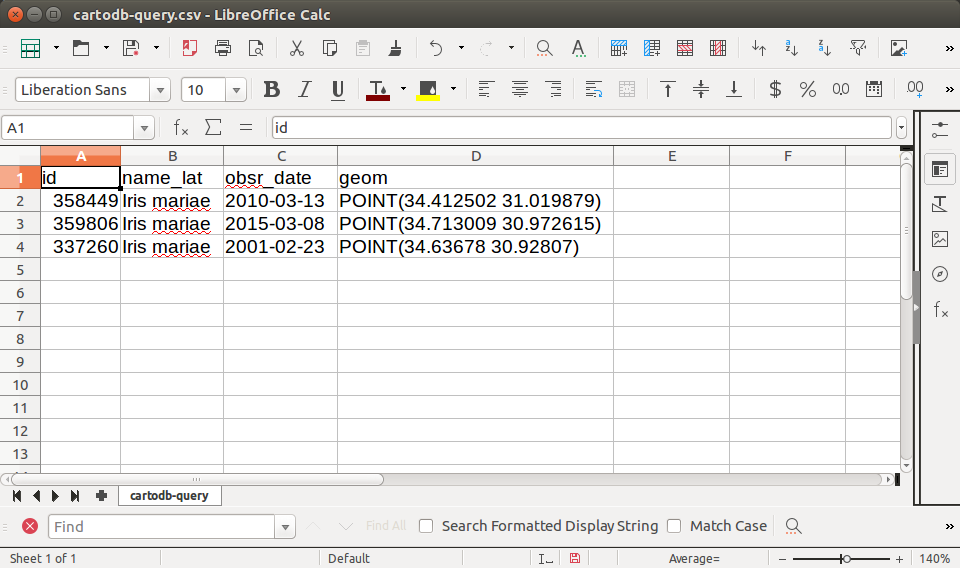 cartodb-query.csv - LibreOffice Calc
Liberation Sans 10
A1 id
A B C D E F
1 id name_lat obsr_date geom
2 358449 Iris mariae 2010-03-13 POINT(34.412502 31.019879)
3 359806 Iris mariae 2015-03-08 POINT(34.713009 30.972615)
4 337260 Iris mariae 2001-02-23 POINT(34.63678 30.92807)
5
6
7
8
9
10
11
12
13
cartodb-query
Find Find All Search Formatted Display String Match Case
Sheet 1 of 1 Default Average= 140%